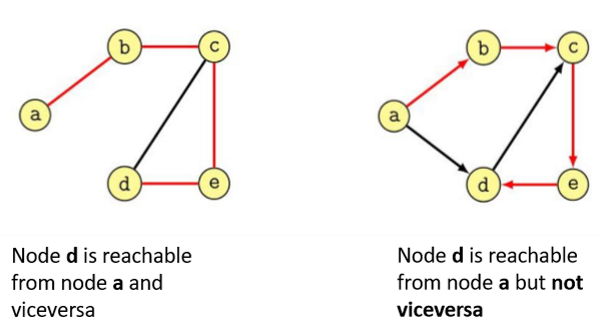 b
c
a
d
e
b
c
a
d
e
Node d is reachable
from node a and
viceversa
Node d is reachable
from node a but not
viceversa